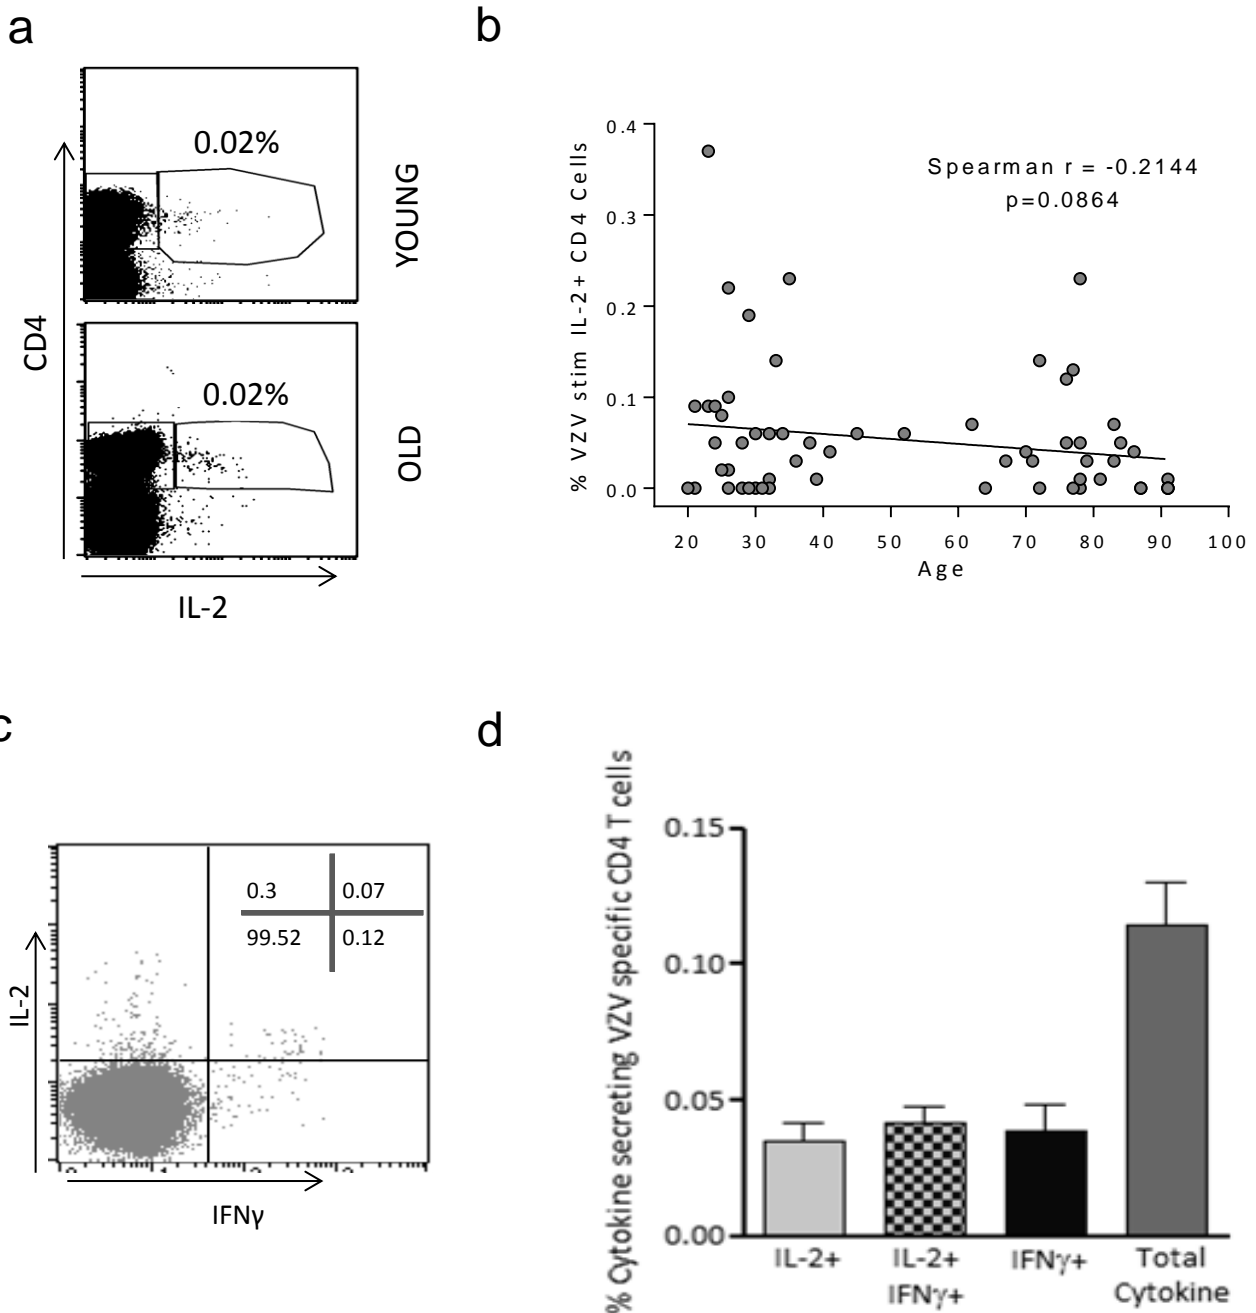 a
0.02%
YOUNG
0.02%
OLD
CD4
IL-2
b
% VZV stim IL-2+ CD4 Cells
0.4
0.3
0.2
0.1
0.0
Spearman r = -0.2144
p=0.0864
20 30 40 50 60 70 80 90 100
Age
c
IL-2
0.3 0.07
99.52 0.12
IFNγ
d
% Cytokine secreting VZV specific CD4 T cells
0.15
0.10
0.05
0.00
IL-2+ IL-2+ IFNγ+ Total
IFNγ+ Cytokine